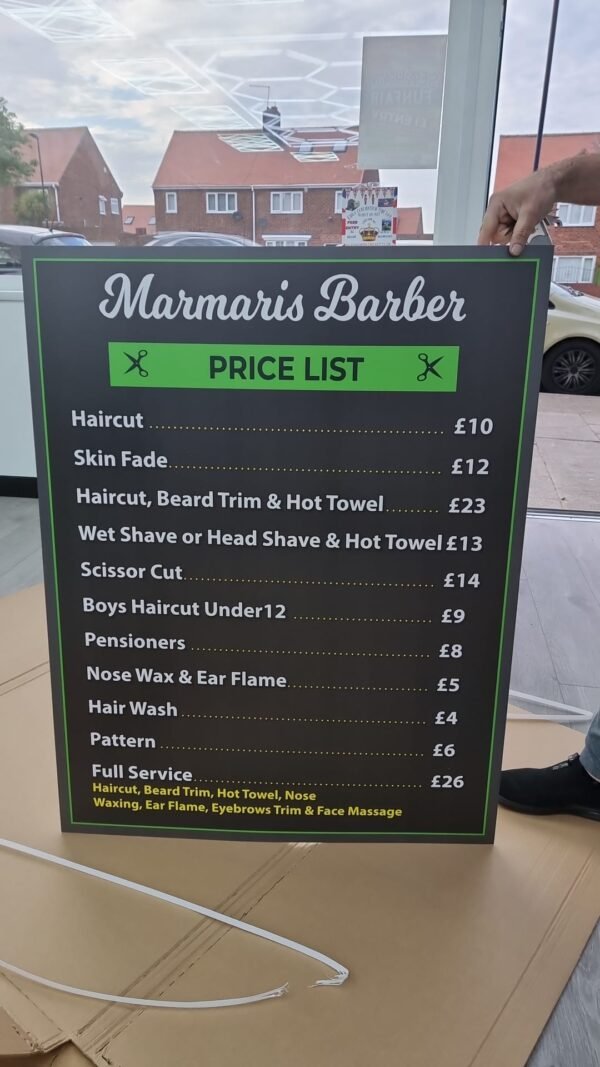 Marmaris Barber
PRICE LIST
Haircut ........ £10
Skin Fade........ £12
Haircut, Beard Trim & Hot Towel........ £23
Wet Shave or Head Shave & Hot Towel £13
Scissor Cut........ £14
Boys Haircut Under12 ........ £9
Pensioners ........ £8
Nose Wax & Ear Flame........ £5
Hair Wash ........ £4
Pattern ........ £6
Full Service........ £26
Haircut, Beard Trim, Hot Towel, Nose
Waxing, Ear Flame, Eyebrows Trim & Face Massage